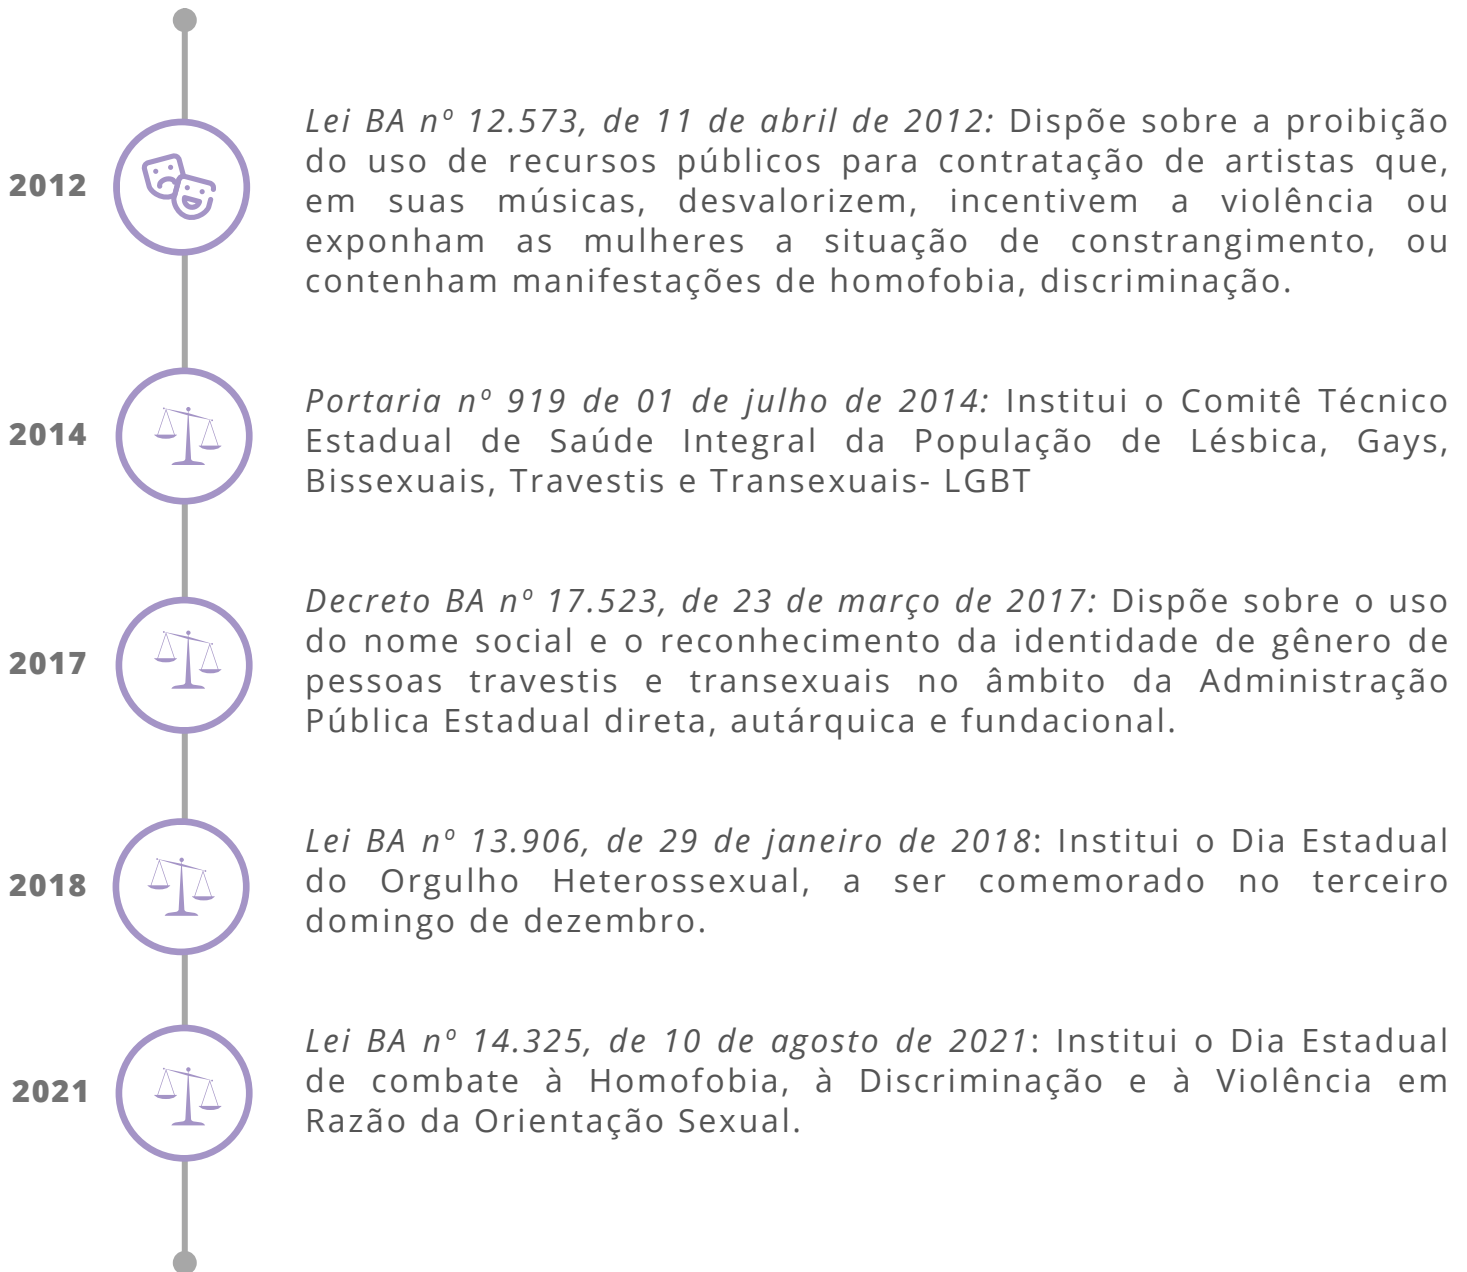 2012
Lei BA nº 12.573, de 11 de abril de 2012: Dispõe sobre a proibição
do uso de recursos públicos para contratação de artistas que,
em suas músicas, desvalorizem, incentivem a violência ou
exponham as mulheres a situação de constrangimento, ou
contenham manifestações de homofobia, discriminação.
2014
Portaria nº 919 de 01 de julho de 2014: Institui o Comitê Técnico
Estadual de Saúde Integral da População de Lésbica, Gays,
Bissexuais, Travestis e Transexuais- LGBT
2017
Decreto BA nº 17.523, de 23 de março de 2017: Dispõe sobre o uso
do nome social e o reconhecimento da identidade de gênero de
pessoas travestis e transexuais no âmbito da Administração
Pública Estadual direta, autárquica e fundacional.
2018
Lei BA nº 13.906, de 29 de janeiro de 2018: Institui o Dia Estadual
do Orgulho Heterossexual, a ser comemorado no terceiro
domingo de dezembro.
2021
Lei BA nº 14.325, de 10 de agosto de 2021: Institui o Dia Estadual
de combate à Homofobia, à Discriminação e à Violência em
Razão da Orientação Sexual.